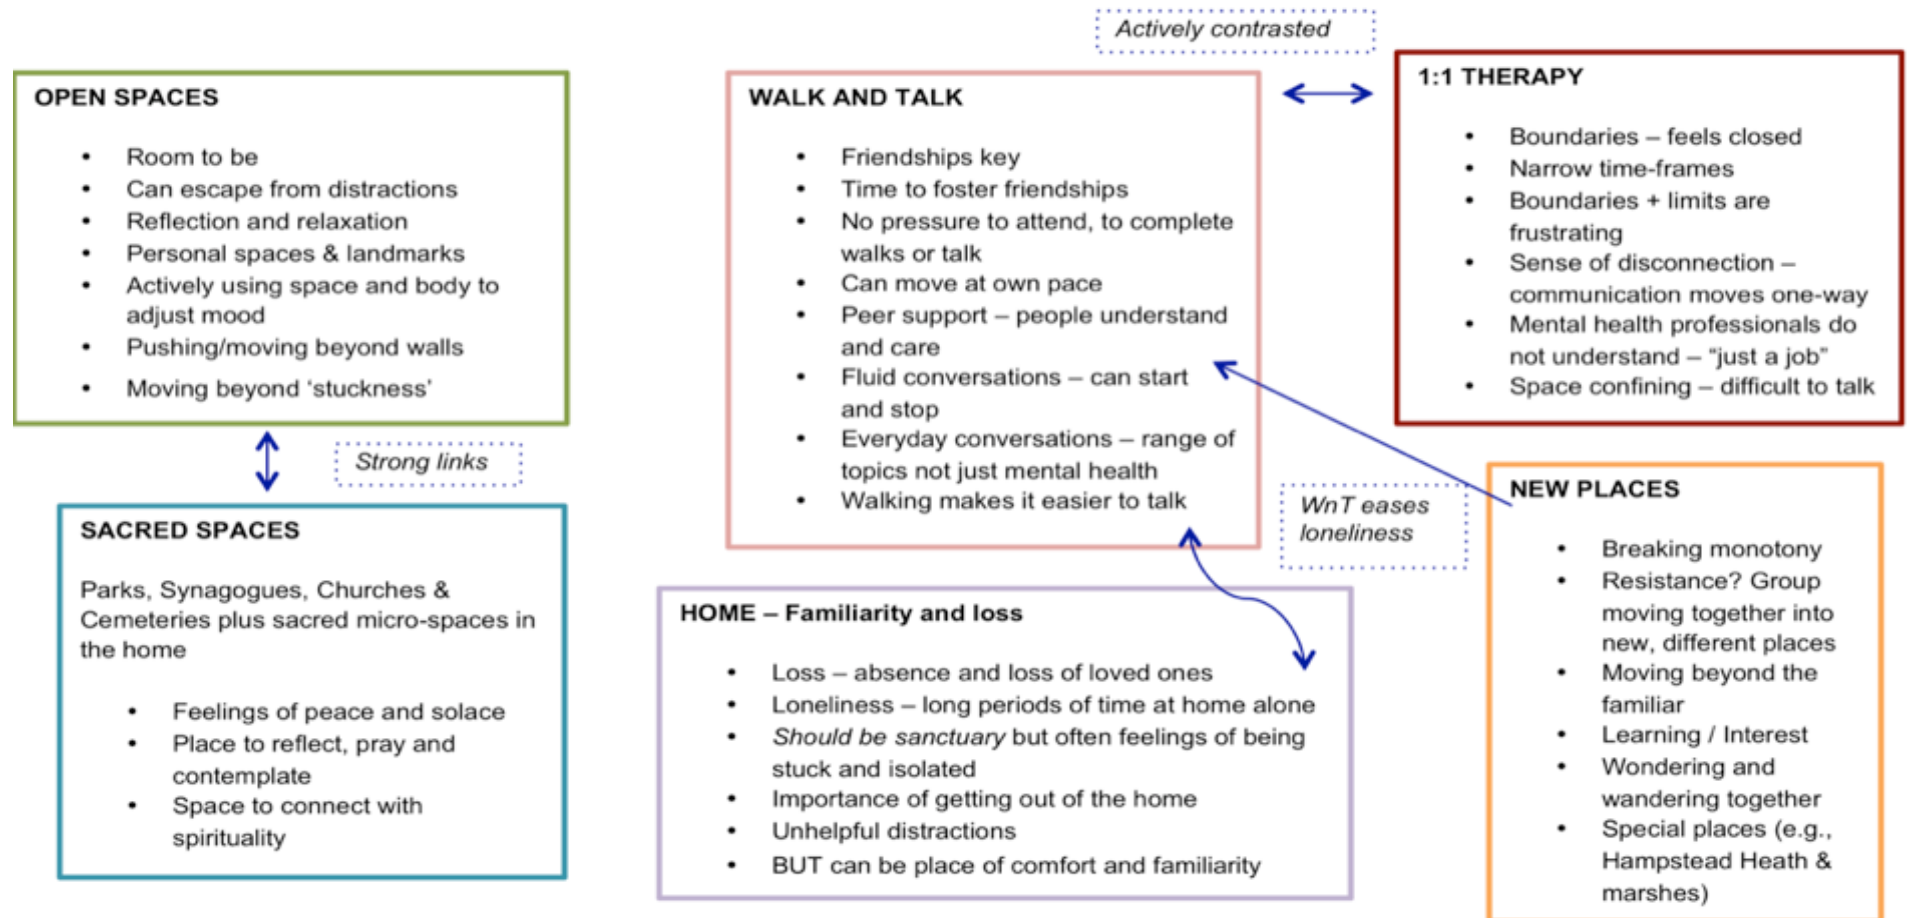 Actively contrasted
OPEN SPACES
• Room to be
• Can escape from distractions
• Reflection and relaxation
• Personal spaces & landmarks
• Actively using space and body to
adjust mood
• Pushing/moving beyond walls
• Moving beyond ‘stuckness’
Strong links
SACRED SPACES
Parks, Synagogues, Churches &
Cemeteries plus sacred micro-spaces in
the home
• Feelings of peace and solace
• Place to reflect, pray and
contemplate
• Space to connect with
spirituality
WALK AND TALK
• Friendships key
• Time to foster friendships
• No pressure to attend, to complete
walks or talk
• Can move at own pace
• Peer support – people understand
and care
• Fluid conversations – can start
and stop
• Everyday conversations – range of
topics not just mental health
• Walking makes it easier to talk
WnT eases
loneliness
HOME – Familiarity and loss
• Loss – absence and loss of loved ones
• Loneliness – long periods of time at home alone
• Should be sanctuary but often feelings of being
stuck and isolated
• Importance of getting out of the home
• Unhelpful distractions
• BUT can be place of comfort and familiarity
1:1 THERAPY
• Boundaries – feels closed
• Narrow time-frames
• Boundaries + limits are
frustrating
• Sense of disconnection –
communication moves one-way
• Mental health professionals do
not understand – “just a job”
• Space confining – difficult to talk
NEW PLACES
• Breaking monotony
• Resistance? Group
moving together into
new, different places
• Moving beyond the
familiar
• Learning / Interest
• Wondering and
wandering together
• Special places (e.g.,
Hampstead Heath &
marshes)